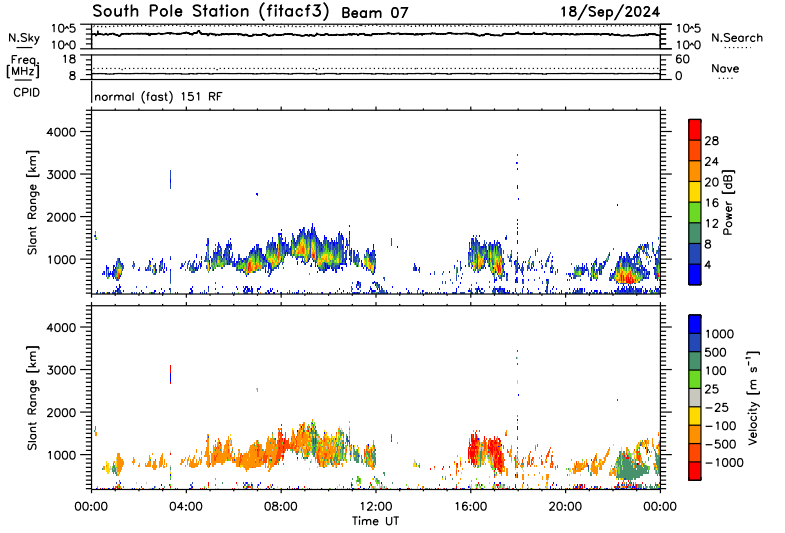 South Pole Station (fitacf3) Beam 07 18/Sep/2024
N.Sky 10^5 10^0 10^5 10^0 N.Search
Freq. [MHz] 18 8 60 0 Nave
CPID normal (fast) 151 RF
Slant Range [km] 4000 3000 2000 1000
28 24 20 16 12 8 4 Power [dB]
Slant Range [km] 4000 3000 2000 1000
1000 500 100 25 −25 −100 −500 −1000 Velocity [m s⁻¹]
00:00 04:00 08:00 12:00 16:00 20:00 00:00
Time UT